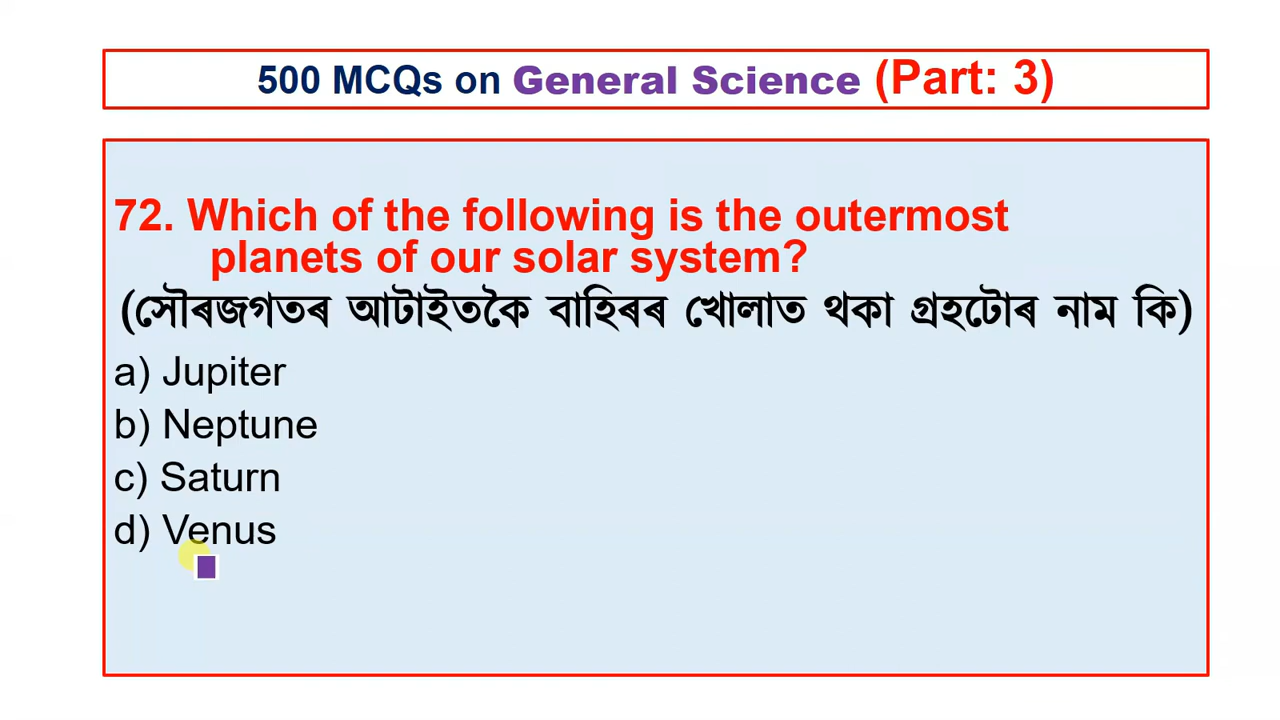 500 MCQs on General Science (Part: 3)
72. Which of the following is the outermost
planets of our solar system?
(সৌৰজগতৰ আটাইতকৈ বাহিৰৰ খোলাত থকা গ্ৰহটোৰ নাম কি)
a) Jupiter
b) Neptune
c) Saturn
d) Venus